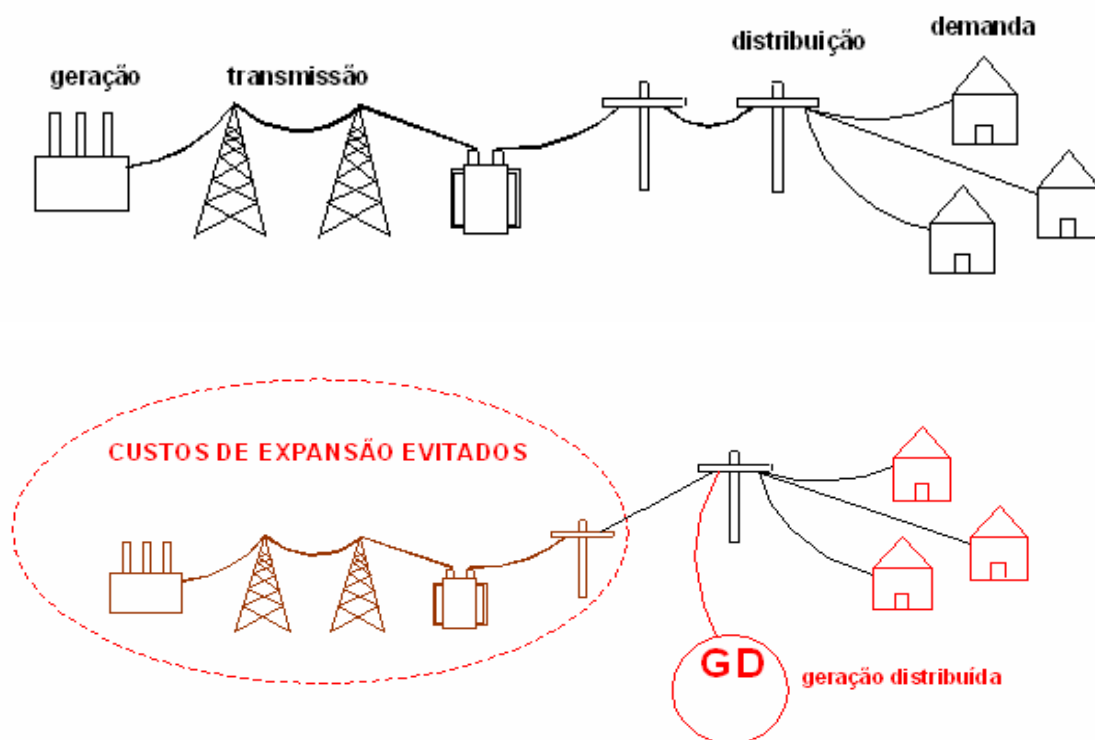 demanda
distribuição
geração
transmissão
CUSTOS DE EXPANSÃO EVITADOS
GD
geração distribuída